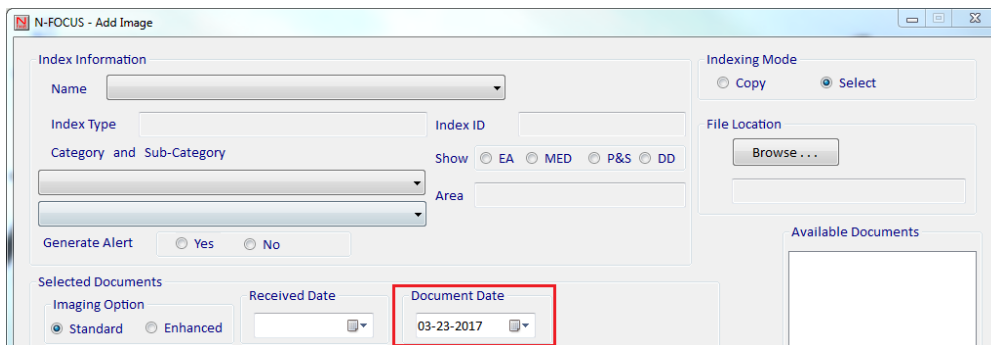 N-FOCUS - Add Image
Index Information
Name
Index Type
Index ID
Category and Sub-Category
Show EA MED P&S DD
Area
Generate Alert Yes No
Indexing Mode
Copy Select
File Location
Browse . . .
Available Documents
Selected Documents
Imaging Option
Standard Enhanced
Received Date
Document Date
03-23-2017